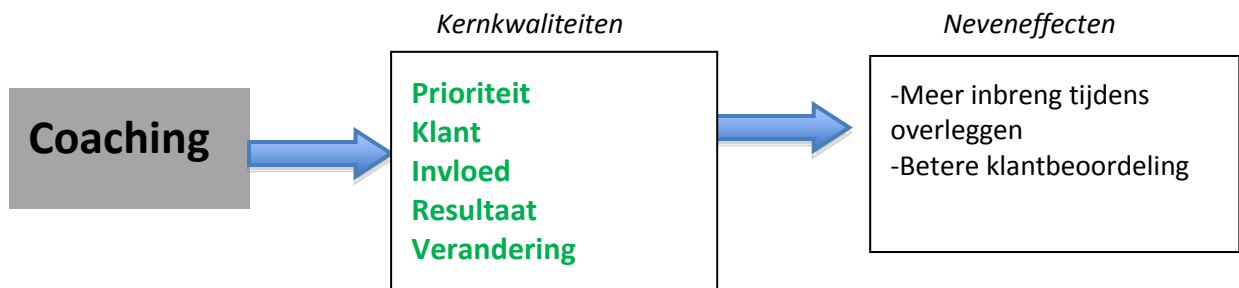 Kernkwaliteiten
Neveneffecten
Coaching
Prioriteit
Klant
Invloed
Resultaat
Verandering
-Meer inbreng tijdens
overleggen
-Betere klantbeoordeling